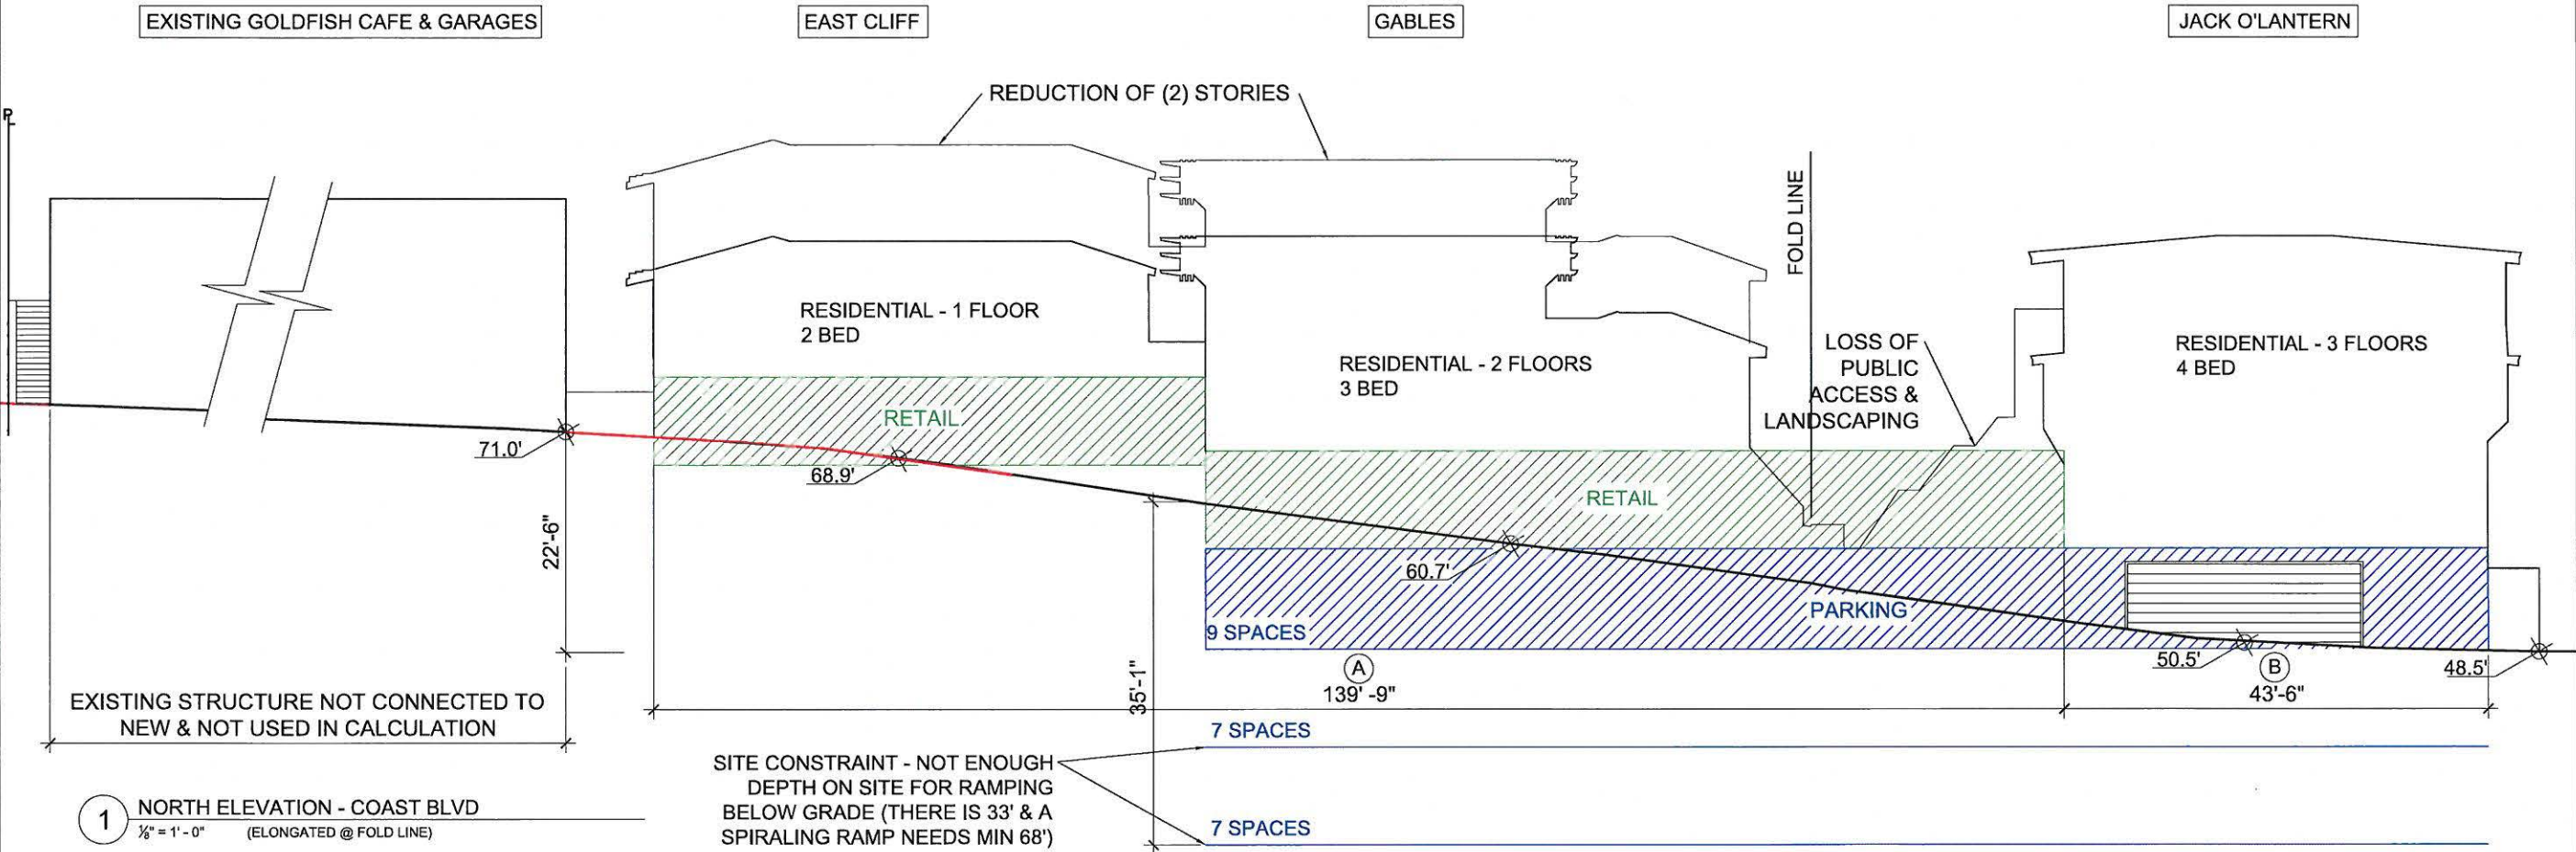 EXISTING GOLDFISH CAFE & GARAGES
EAST CLIFF
GABLES
JACK O'LANTERN
REDUCTION OF (2) STORIES
PL
FOLD LINE
RESIDENTIAL - 1 FLOOR
2 BED
RESIDENTIAL - 2 FLOORS
3 BED
LOSS OF
PUBLIC
ACCESS &
LANDSCAPING
RESIDENTIAL - 3 FLOORS
4 BED
RETAIL
RETAIL
71.0'
68.9'
60.7'
50.5'
48.5'
22'-6"
35'-1"
9 SPACES
PARKING
A
139' -9"
B
43'-6"
EXISTING STRUCTURE NOT CONNECTED TO
NEW & NOT USED IN CALCULATION
7 SPACES
SITE CONSTRAINT - NOT ENOUGH
DEPTH ON SITE FOR RAMPING
BELOW GRADE (THERE IS 33' & A
SPIRALING RAMP NEEDS MIN 68')
7 SPACES
1
NORTH ELEVATION - COAST BLVD
⅛" = 1' - 0" (ELONGATED @ FOLD LINE)